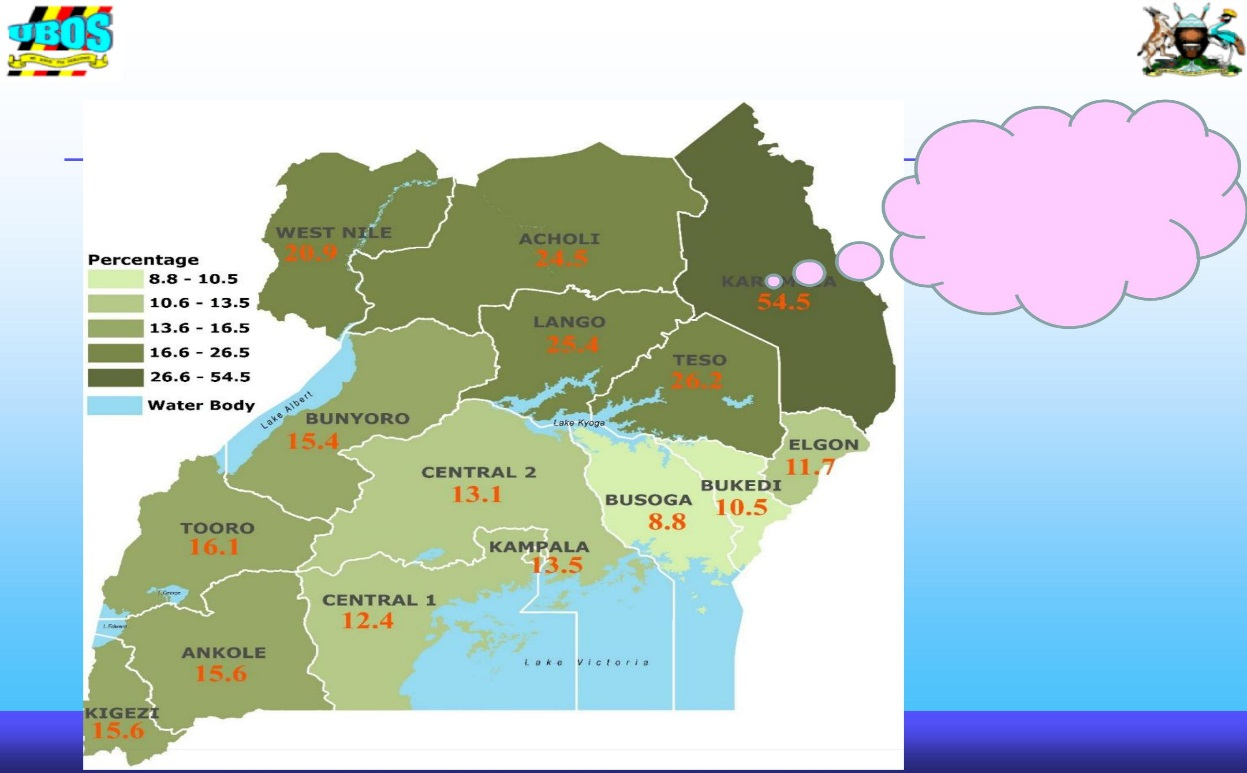 UBOS
WEST NILE
20.9
ACHOLI
24.5
Percentage
8.8 - 10.5
10.6 - 13.5
13.6 - 16.5
16.6 - 26.5
26.6 - 54.5
Water Body
54.5
LANGO
25.4
TESO
26.2
Lake Albert
BUNYORO
15.4
Lake Kyoga
ELGON
11.7
CENTRAL 2
13.1
BUSOGA
8.8
BUKEDI
10.5
TOORO
16.1
KAMPALA
13.5
L.George
CENTRAL 1
12.4
L.Edward
ANKOLE
15.6
Lake Victoria
KIGEZI
15.6